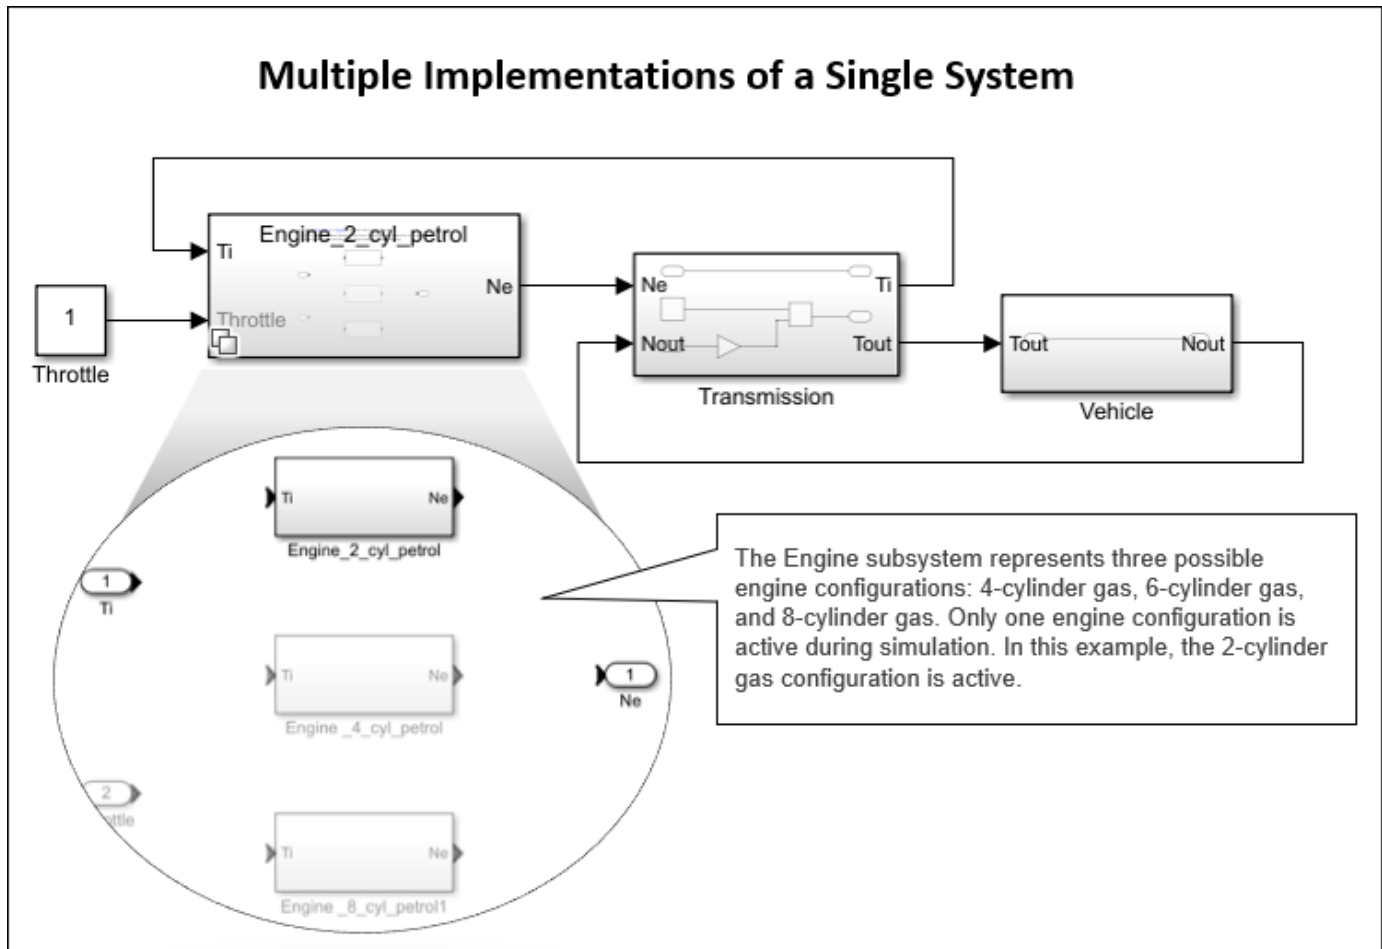 Multiple Implementations of a Single System
Engine_2_cyl_petrol
Ti
Ne
Throttle
1
Throttle
Ne
Ti
Nout
Tout
Transmission
Tout
Nout
Vehicle
Ti
Ne
Engine_2_cyl_petrol
1
Ti
Ti
Ne
Engine _4_cyl_petrol
1
Ne
2
ottle
Ti
Ne
Engine _8_cyl_petrol1
The Engine subsystem represents three possible
engine configurations: 4-cylinder gas, 6-cylinder gas,
and 8-cylinder gas. Only one engine configuration is
active during simulation. In this example, the 2-cylinder
gas configuration is active.